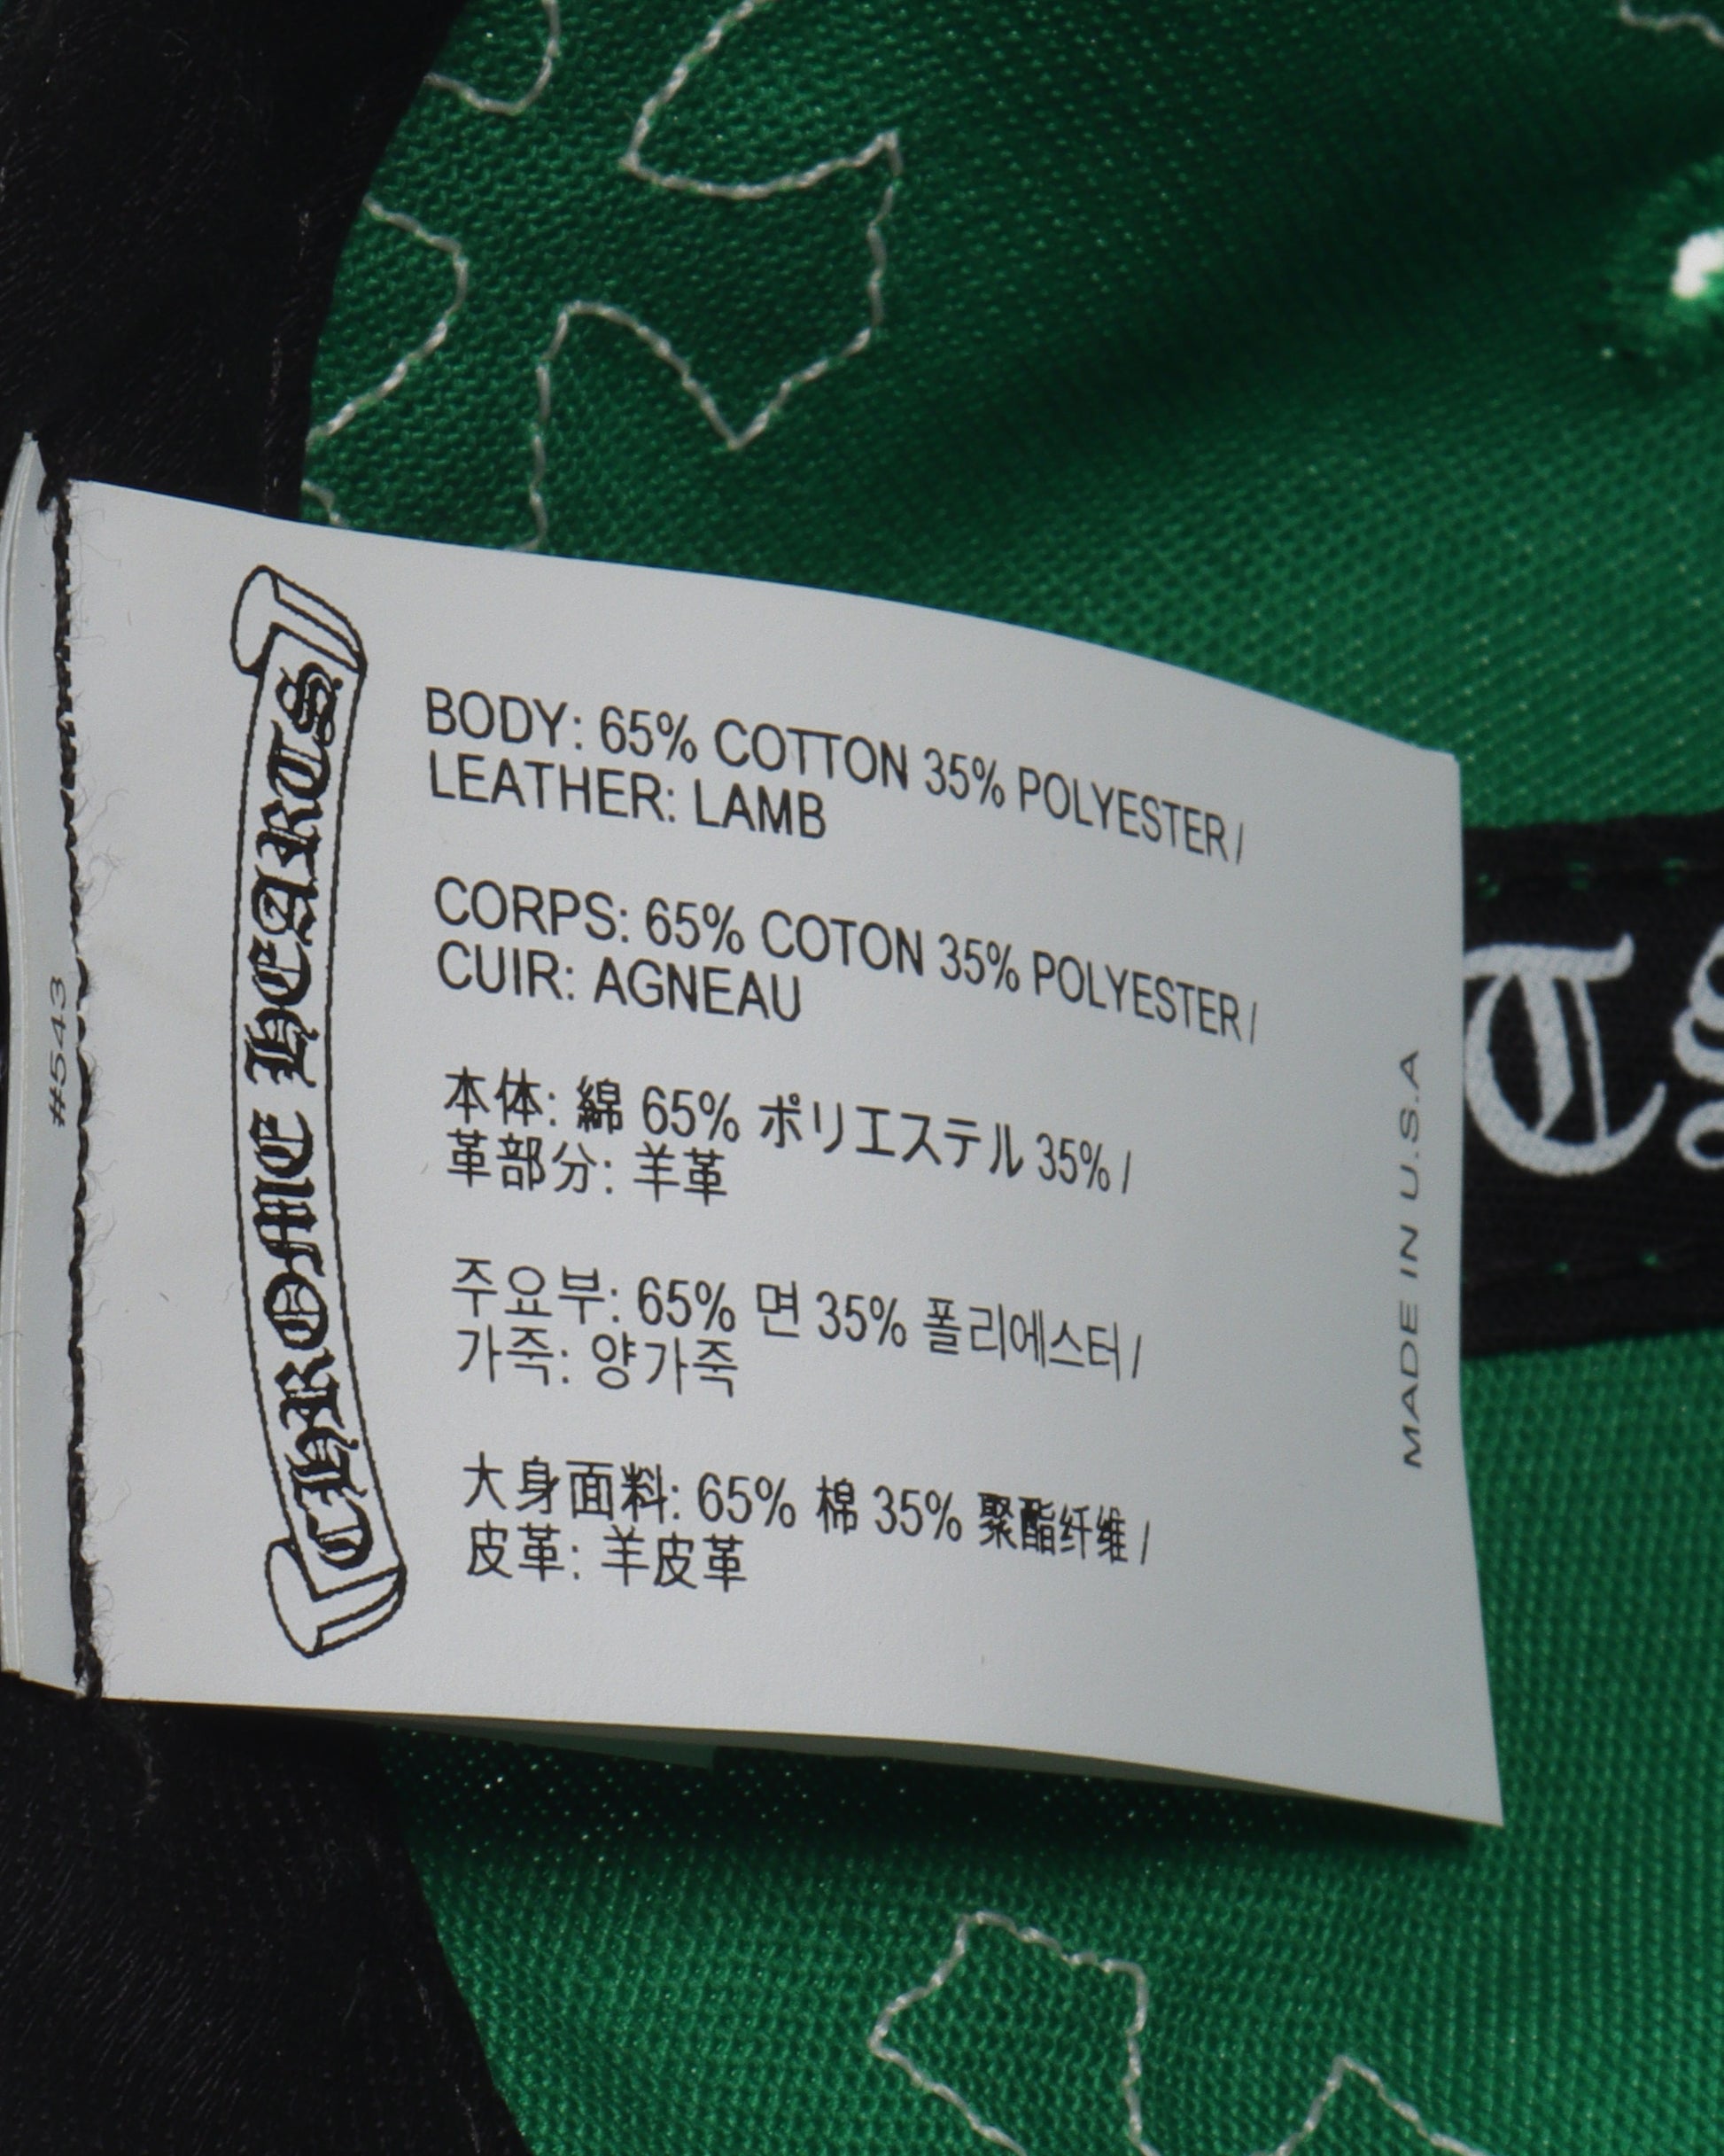 #543
CHROME HEARTS
BODY: 65% COTTON 35% POLYESTER /
LEATHER: LAMB
CORPS: 65% COTON 35% POLYESTER /
CUIR: AGNEAU
本体: 綿 65% ポリエステル 35% /
革部分: 羊革
주요부: 65% 면 35% 폴리에스터 /
가죽: 양가죽
大身面料: 65% 棉 35% 聚酯纤维 /
皮革: 羊皮革
MADE IN U.S.A